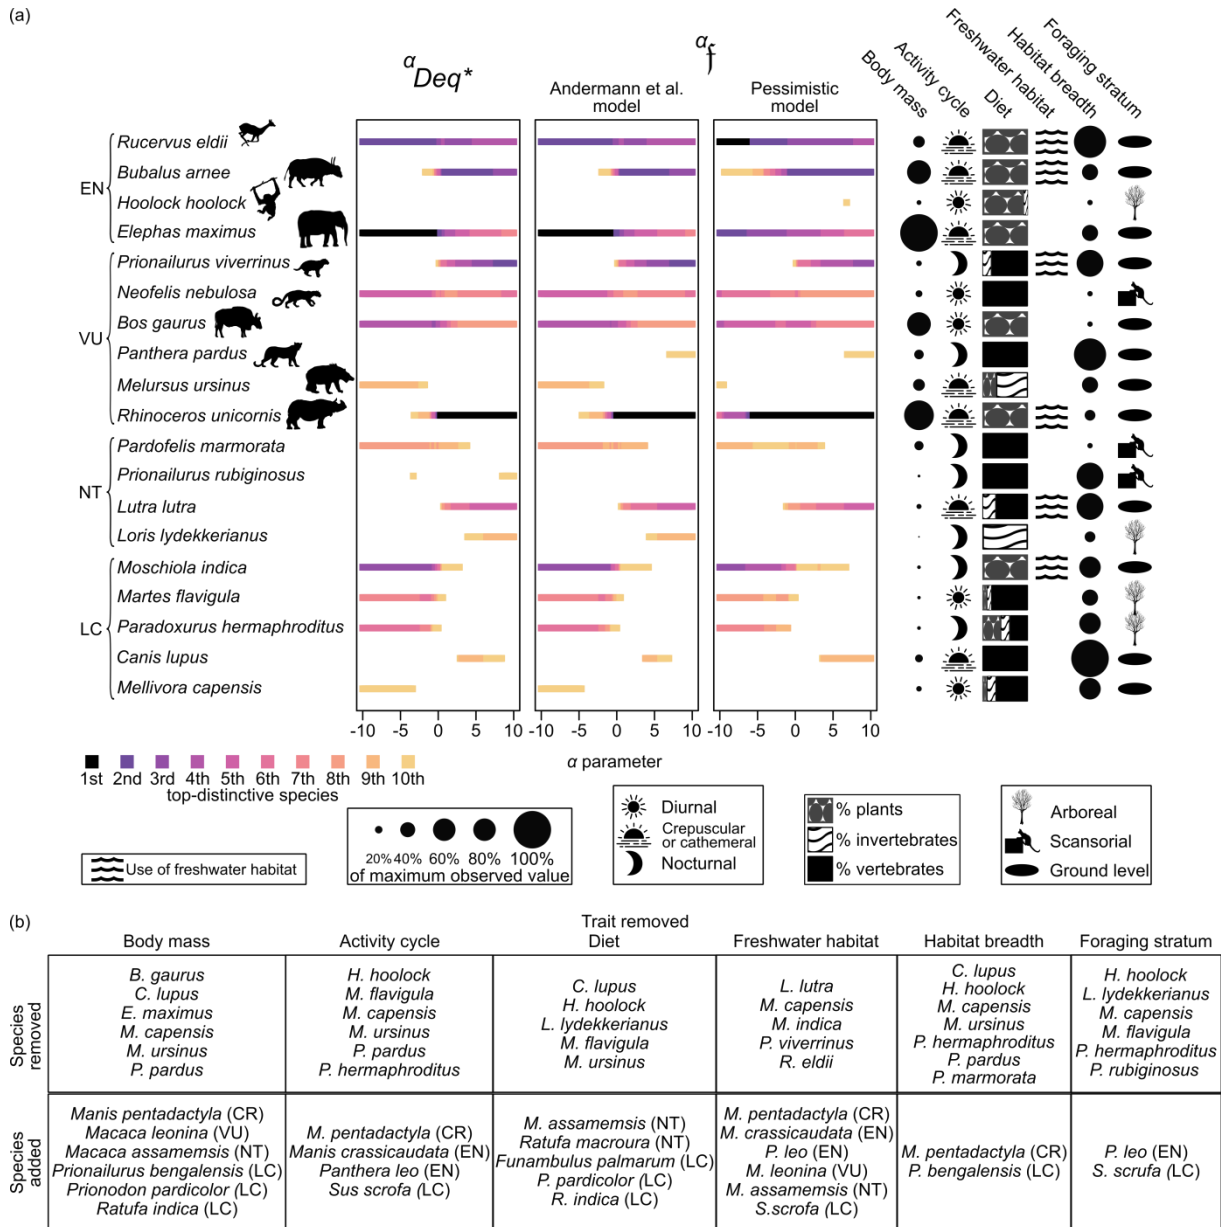 (a)
α Deq*
α f
Andermann et al.
model
Pessimistic
model
Body mass
Activity cycle
Diet
Freshwater habitat
Habitat breadth
Foraging stratum
EN
Rucervus eldii
Bubalus arnee
Hoolock hoolock
Elephas maximus
VU
Prionailurus viverrinus
Neofelis nebulosa
Bos gaurus
Panthera pardus
Melursus ursinus
Rhinoceros unicornis
NT
Pardofelis marmorata
Prionailurus rubiginosus
Lutra lutra
Loris lydekkerianus
LC
Moschiola indica
Martes flavigula
Paradoxurus hermaphroditus
Canis lupus
Mellivora capensis
-10 -5 0 5 10
-10 -5 0 5 10
-10 -5 0 5 10
α parameter
1st 2nd 3rd 4th 5th 6th 7th 8th 9th 10th
top-distinctive species
Use of freshwater habitat
20% 40% 60% 80% 100%
of maximum observed value
Diurnal
Crepuscular
or cathemeral
Nocturnal
% plants
% invertebrates
% vertebrates
Arboreal
Scansorial
Ground level
(b)
Trait removed
Body mass
Activity cycle
Diet
Freshwater habitat
Habitat breadth
Foraging stratum
Species
removed
B. gaurus
C. lupus
E. maximus
M. capensis
M. ursinus
P. pardus
H. hoolock
M. flavigula
M. capensis
M. ursinus
P. pardus
P. hermaphroditus
C. lupus
H. hoolock
L. lydekkerianus
M. flavigula
M. ursinus
L. lutra
M. capensis
M. indica
P. viverrinus
R. eldii
C. lupus
H. hoolock
M. capensis
M. ursinus
P. hermaphroditus
P. pardus
P. marmorata
H. hoolock
L. lydekkerianus
M. capensis
M. flavigula
P. hermaphroditus
P. rubiginosus
Species
added
Manis pentadactyla (CR)
Macaca leonina (VU)
Macaca assamemsis (NT)
Prionailurus bengalensis (LC)
Prionodon pardicolor (LC)
Ratufa indica (LC)
M. pentadactyla (CR)
Manis crassicaudata (EN)
Panthera leo (EN)
Sus scrofa (LC)
M. assamemsis (NT)
Ratufa macroura (NT)
Funambulus palmarum (LC)
P. pardicolor (LC)
R. indica (LC)
M. pentadactyla (CR)
M. crassicaudata (EN)
P. leo (EN)
M. leonina (VU)
M. assamemsis (NT)
S.scrofa (LC)
M. pentadactyla (CR)
P. bengalensis (LC)
P. leo (EN)
S. scrufa (LC)